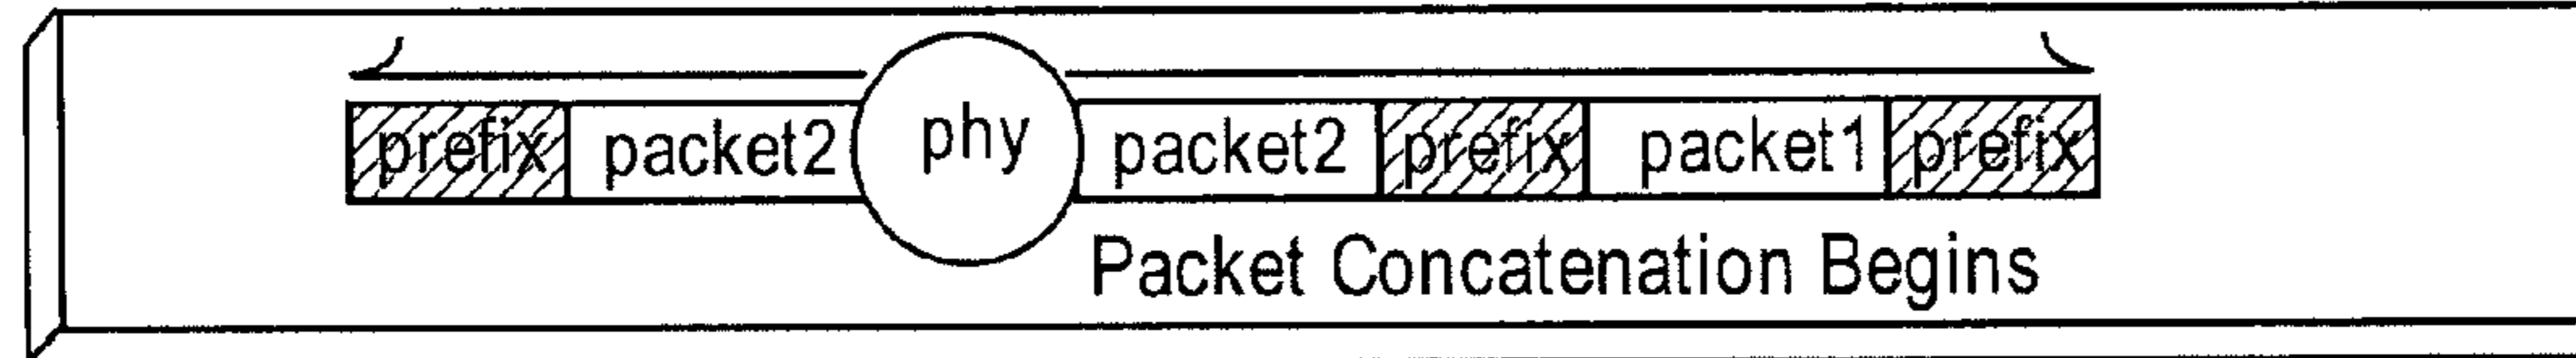 prefix packet2 phy packet2 prefix packet1 prefix
Packet Concatenation Begins